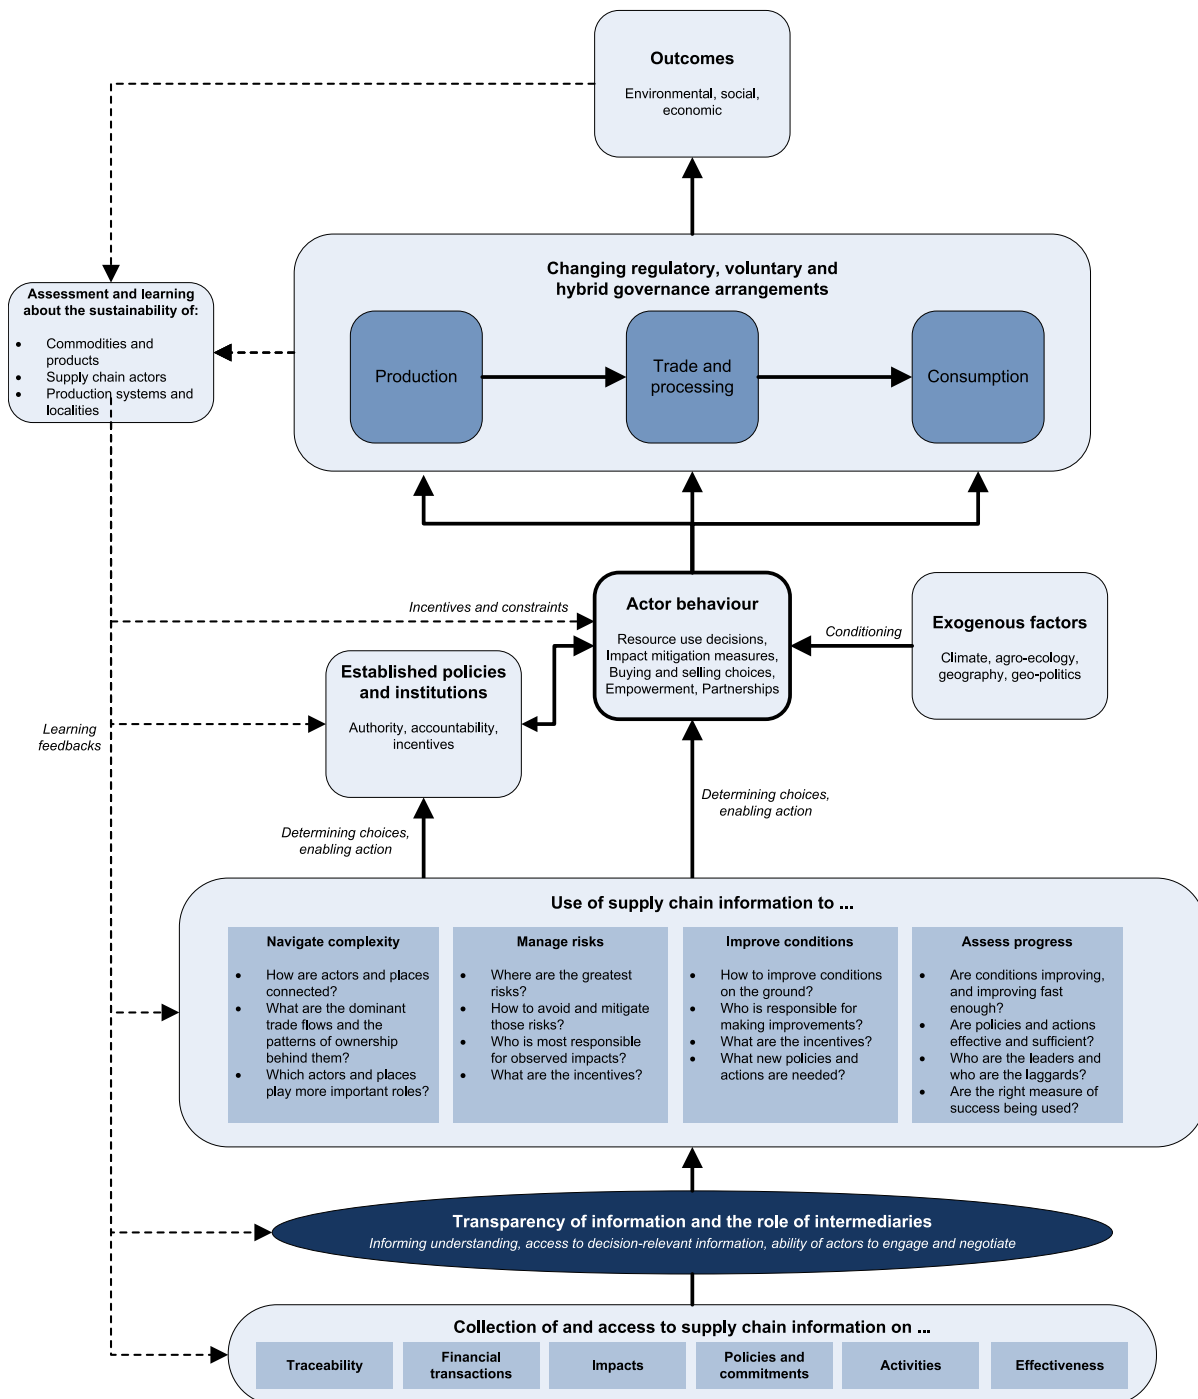 Outcomes
Environmental, social,
economic
Changing regulatory, voluntary and
hybrid governance arrangements
Production
Trade and
processing
Consumption
Assessment and learning
about the sustainability of:
• Commodities and
products
• Supply chain actors
• Production systems and
localities
Incentives and constraints
Actor behaviour
Resource use decisions,
Impact mitigation measures,
Buying and selling choices,
Empowerment, Partnerships
Conditioning
Exogenous factors
Climate, agro-ecology,
geography, geo-politics
Established policies
and institutions
Authority, accountability,
incentives
Learning
feedbacks
Determining choices,
enabling action
Determining choices,
enabling action
Use of supply chain information to ...
Navigate complexity
• How are actors and places
connected?
• What are the dominant
trade flows and the
patterns of ownership
behind them?
• Which actors and places
play more important roles?
Manage risks
• Where are the greatest
risks?
• How to avoid and mitigate
those risks?
• Who is most responsible
for observed impacts?
• What are the incentives?
Improve conditions
• How to improve conditions
on the ground?
• Who is responsible for
making improvements?
• What are the incentives?
• What new policies and
actions are needed?
Assess progress
• Are conditions improving,
and improving fast
enough?
• Are policies and actions
effective and sufficient?
• Who are the leaders and
who are the laggards?
• Are the right measure of
success being used?
Transparency of information and the role of intermediaries
Informing understanding, access to decision-relevant information, ability of actors to engage and negotiate
Collection of and access to supply chain information on ...
Traceability
Financial
transactions
Impacts
Policies and
commitments
Activities
Effectiveness